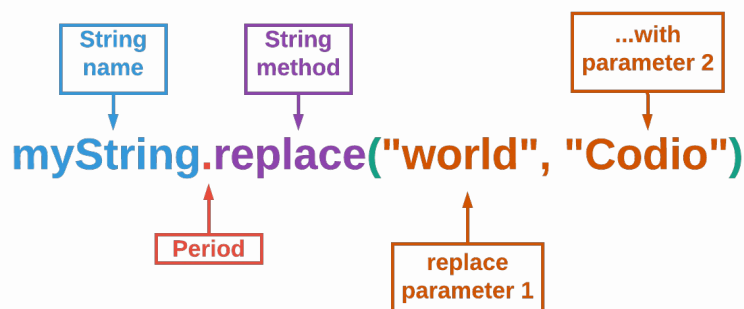 String
name
String
method
...with
parameter 2
myString.replace("world", "Codio")
Period
replace
parameter 1